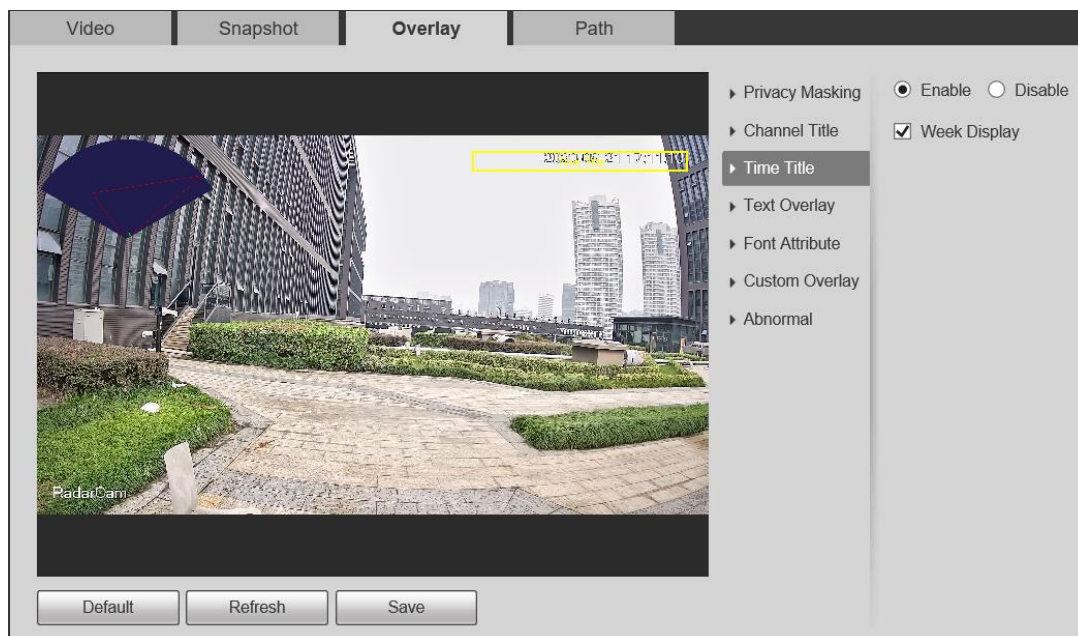 Video Snapshot Overlay Path
Privacy Masking
Channel Title
Time Title
Text Overlay
Font Attribute
Custom Overlay
Abnormal
Enable Disable
Week Display
RadarCam
Default Refresh Save